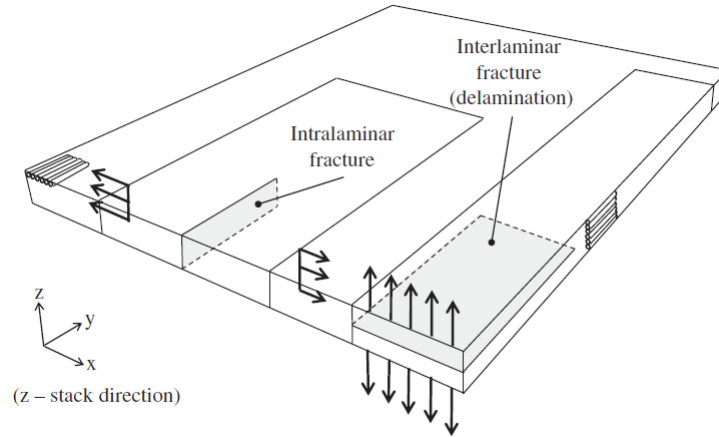 Interlaminar
fracture
(delamination)
Intralaminar
fracture
z
y
x
(z – stack direction)